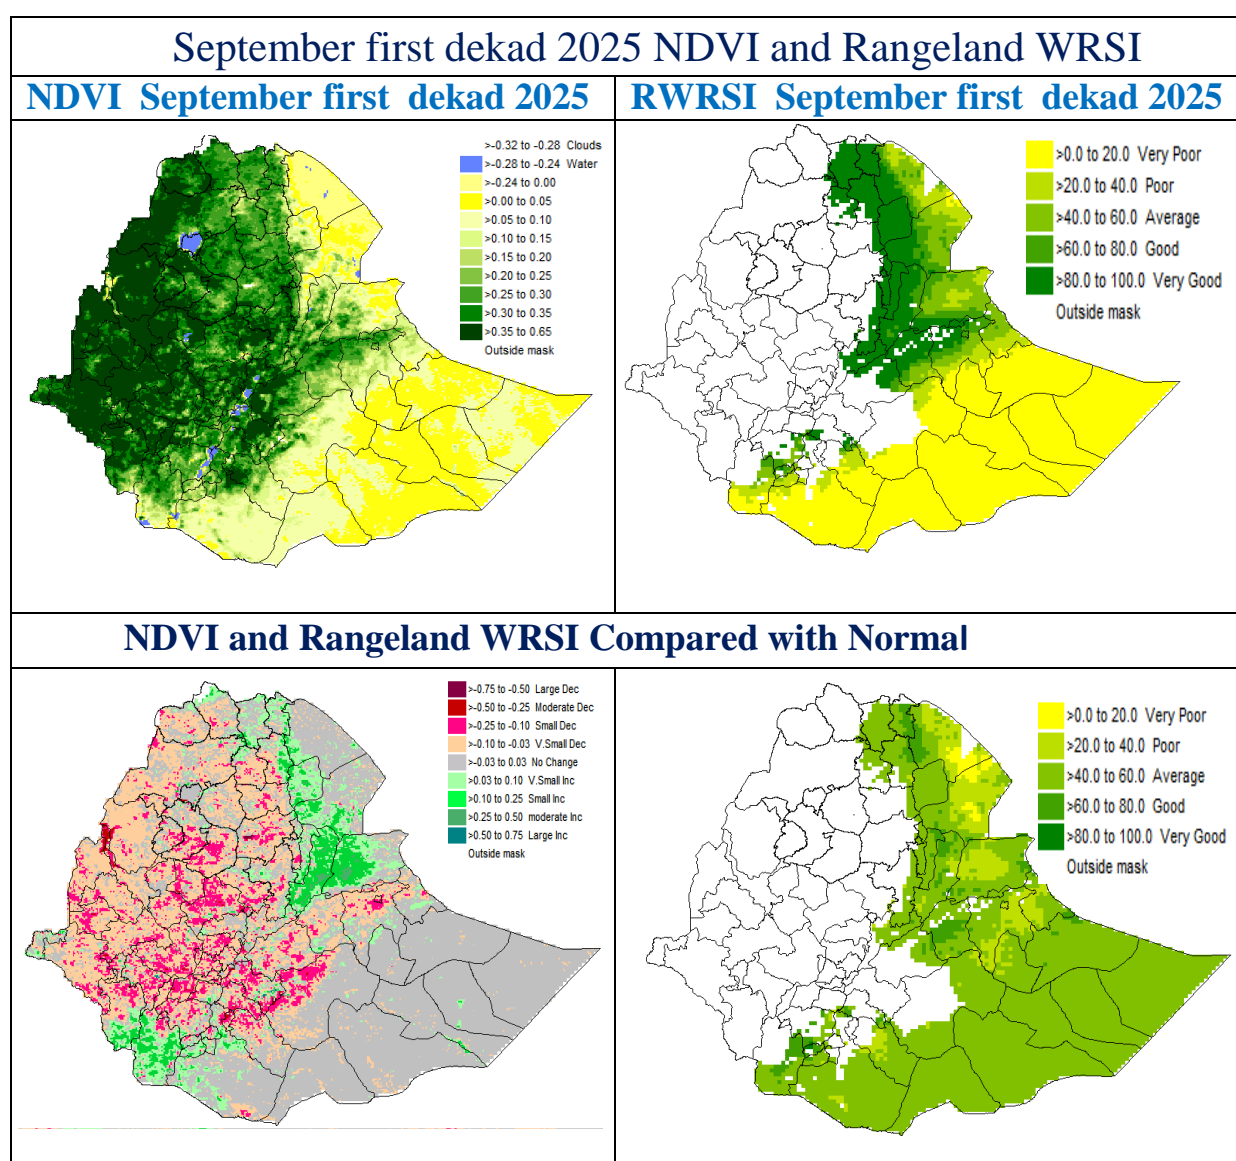 September first dekad 2025 NDVI and Rangeland WRSI
NDVI September first dekad 2025
RWRSI September first dekad 2025
>-0.32 to -0.28 Clouds
>-0.28 to -0.24 Water
>-0.24 to 0.00
>0.00 to 0.05
>0.05 to 0.10
>0.10 to 0.15
>0.15 to 0.20
>0.20 to 0.25
>0.25 to 0.30
>0.30 to 0.35
>0.35 to 0.65
Outside mask
>0.0 to 20.0 Very Poor
>20.0 to 40.0 Poor
>40.0 to 60.0 Average
>60.0 to 80.0 Good
>80.0 to 100.0 Very Good
Outside mask
NDVI and Rangeland WRSI Compared with Normal
>-0.75 to -0.50 Large Dec
>-0.50 to -0.25 Moderate Dec
>-0.25 to -0.10 Small Dec
>-0.10 to -0.03 V.Small Dec
>-0.03 to 0.03 No Change
>0.03 to 0.10 V.Small Inc
>0.10 to 0.25 Small Inc
>0.25 to 0.50 moderate Inc
>0.50 to 0.75 Large Inc
Outside mask
>0.0 to 20.0 Very Poor
>20.0 to 40.0 Poor
>40.0 to 60.0 Average
>60.0 to 80.0 Good
>80.0 to 100.0 Very Good
Outside mask